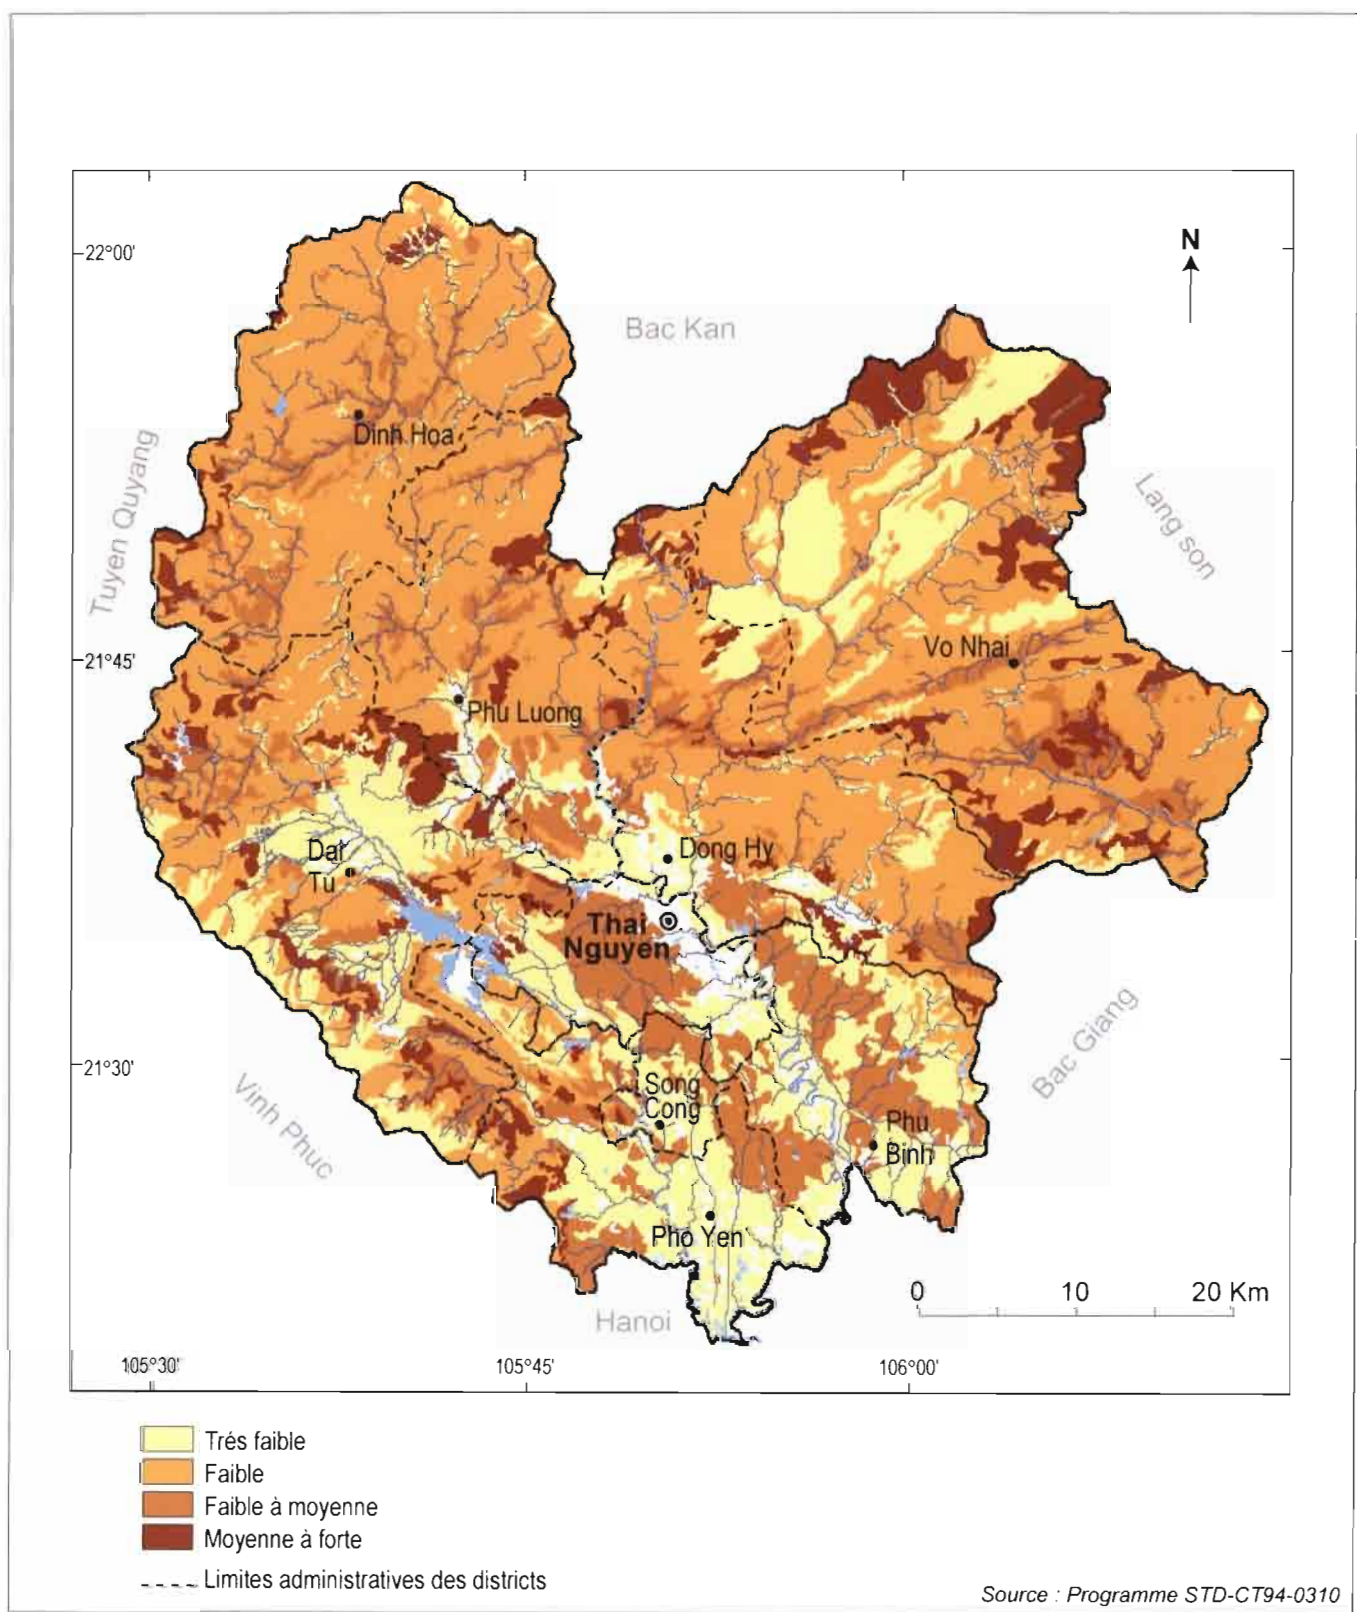 N
22°00'
Bac Kan
Dinh Hoa
Tuyen Quyang
Lang son
21°45'
Vo Nhai
Phu Luong
Dong Hy
Dai
Tu
Thai
Nguyen
Bac Giang
21°30'
Vinh Phuc
Song
Cong
Phu
Binh
Pho Yen
Hanoi
0 10 20 Km
105°30' 105°45' 106°00'
Trés faible
Faible
Faible à moyenne
Moyenne à forte
Limites administratives des districts
Source : Programme STD-CT94-0310